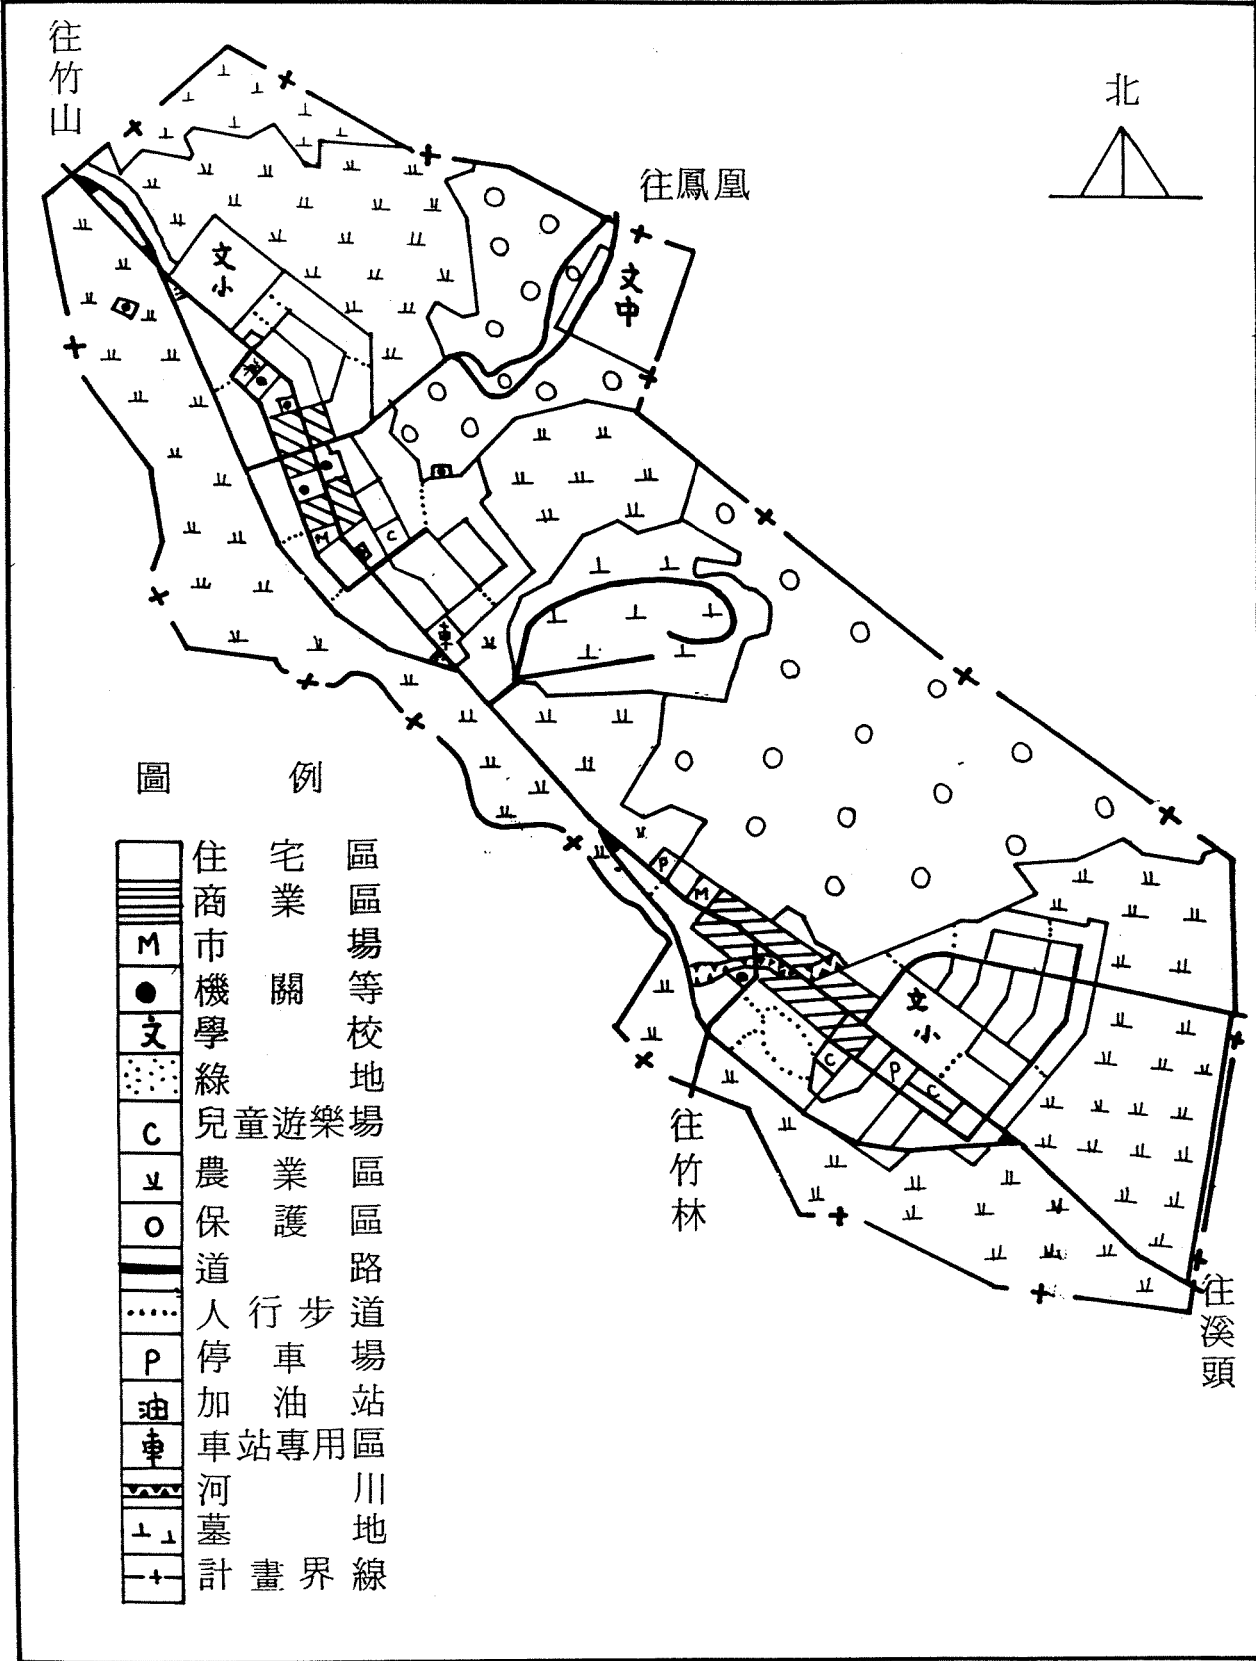 往竹山
北
往鳳凰
文小
文中
M
C
車
P
M
文小
C
P
C
往竹林
往溪頭
圖例
住宅區
商業區
M 市場
機關等
文 學校
綠地
C 兒童遊樂場
農業區
保護區
道路
人行步道
P 停車場
油 加油站
車 車站專用區
河川
墓地
計畫界線